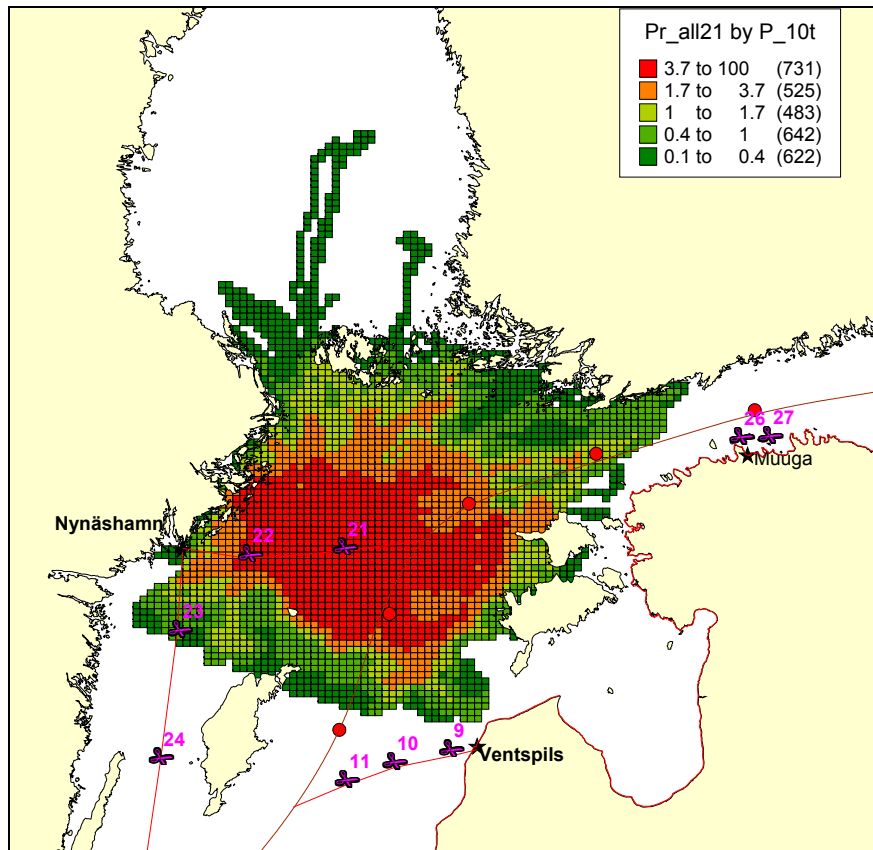 Pr_all21 by P_10t
3.7 to 100 (731)
1.7 to 3.7 (525)
1 to 1.7 (483)
0.4 to 1 (642)
0.1 to 0.4 (622)
26 27
Muuga
Nynäshamn
22 21
23
24
9
10
11
Ventspils